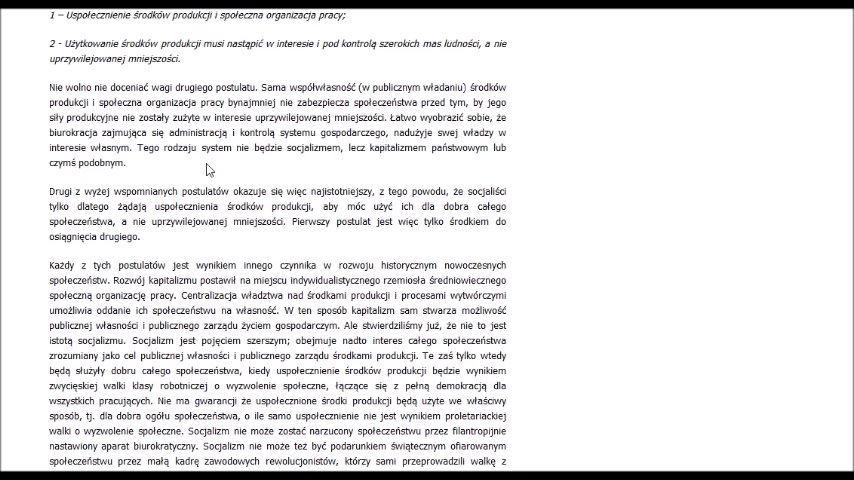 1 – Uspołecznienie środków produkcji i społeczna organizacja pracy;
2 - Użytkowanie środków produkcji musi nastąpić w interesie i pod kontrolą szerokich mas ludności, a nie
uprzywilejowanej mniejszości.
Nie wolno nie doceniać wagi drugiego postulatu. Sama współwłasność (w publicznym władaniu) środków
produkcji i społeczna organizacja pracy bynajmniej nie zabezpiecza społeczeństwa przed tym, by jego
siły produkcyjne nie zostały zużyte w interesie uprzywilejowanej mniejszości. Łatwo wyobrazić sobie, że
biurokracja zajmująca się administracją i kontrolą systemu gospodarczego, nadużyje swej władzy w
interesie własnym. Tego rodzaju system nie będzie socjalizmem, lecz kapitalizmem państwowym lub
czymś podobnym.
Drugi z wyżej wspomnianych postulatów okazuje się więc najistotniejszy, z tego powodu, że socjaliści
tylko dlatego żądają uspołecznienia środków produkcji, aby móc użyć ich dla dobra całego
społeczeństwa, a nie uprzywilejowanej mniejszości. Pierwszy postulat jest więc tylko środkiem do
osiągnięcia drugiego.
Każdy z tych postulatów jest wynikiem innego czynnika w rozwoju historycznym nowoczesnych
społeczeństw. Rozwój kapitalizmu postawił na miejscu indywidualistycznego rzemiosła średniowiecznego
społeczną organizację pracy. Centralizacja władztwa nad środkami produkcji i procesami wytwórczymi
umożliwia oddanie ich społeczeństwu na własność. W ten sposób kapitalizm sam stwarza możliwość
publicznej własności i publicznego zarządu życiem gospodarczym. Ale stwierdziliśmy już, że nie to jest
istotą socjalizmu. Socjalizm jest pojęciem szerszym; obejmuje nadto interes całego społeczeństwa
zrozumiany jako cel publicznej własności i publicznego zarządu środkami produkcji. Te zaś tylko wtedy
będą służyły dobru całego społeczeństwa, kiedy uspołecznienie środków produkcji będzie wynikiem
zwycięskiej walki klasy robotniczej o wyzwolenie społeczne, łączące się z pełną demokracją dla
wszystkich pracujących. Nie ma gwarancji że uspołecznione środki produkcji będą użyte we właściwy
sposób, tj. dla dobra ogółu społeczeństwa, o ile samo uspołecznienie nie jest wynikiem proletariackiej
walki o wyzwolenie społeczne. Socjalizm nie może zostać narzucony społeczeństwu przez filantropijnie
nastawiony aparat biurokratyczny. Socjalizm nie może też być podarunkiem świątecznym ofiarowanym
społeczeństwu przez małą kadrę zawodowych rewolucjonistów, którzy sami przeprowadzili walkę z